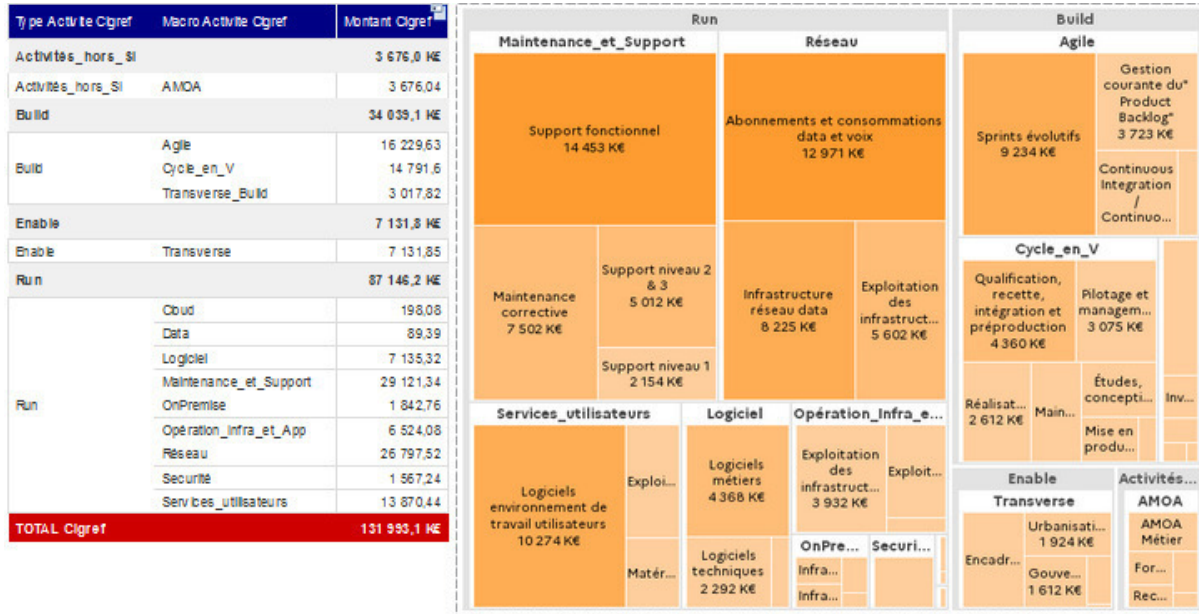 Type Activite Cigref Macro Activite Cigref Montant Cigref
Activités_hors_SI 3 676,0 K€
Activités_hors_SI AMOA 3 676,04
Build 34 039,1 K€
Agile 16 229,63
Build Cycle_en_V 14 791,6
Transverse_Build 3 017,82
Enable 7 131,8 K€
Enable Transverse 7 131,85
Run 87 146,2 K€
Cloud 198,08
Data 89,39
Logiciel 7 135,32
Maintenance_et_Support 29 121,34
Run OnPremise 1 842,76
Opération_Infra_et_App 6 524,08
Réseau 26 797,52
Securité 1 567,24
Services_utilisateurs 13 870,44
TOTAL Cigref 131 993,1 K€
Run
Maintenance_et_Support
Support fonctionnel
14 453 K€
Maintenance
corrective
7 502 K€
Support niveau 2
& 3
5 012 K€
Support niveau 1
2 154 K€
Réseau
Abonnements et consommations
data et voix
12 971 K€
Infrastructure
réseau data
8 225 K€
Exploitation
des
infrastruct...
5 602 K€
Services_utilisateurs
Logiciels
environnement de
travail utilisateurs
10 274 K€
Exploi...
Matér...
Logiciel
Logiciels
métiers
4 368 K€
Logiciels
techniques
2 292 K€
Opération_Infra_e...
Exploitation
des
infrastruct...
3 932 K€
Exploit...
OnPre...
Infra...
Infra...
Securi...
Build
Agile
Sprints évolutifs
9 234 K€
Gestion
courante du"
Product
Backlog"
3 723 K€
Continuous
Integration
/
Continuo...
Cycle_en_V
Qualification,
recette,
intégration et
préproduction
4 360 K€
Pilotage et
managem...
3 075 K€
Réalisat...
2 612 K€
Main...
Études,
concepti...
Mise en
produ...
Inv...
Enable
Transverse
Encadr...
Urbanisati...
1 924 K€
Gouve...
1 612 K€
Activités...
AMOA
AMOA
Métier
For...
Rec...